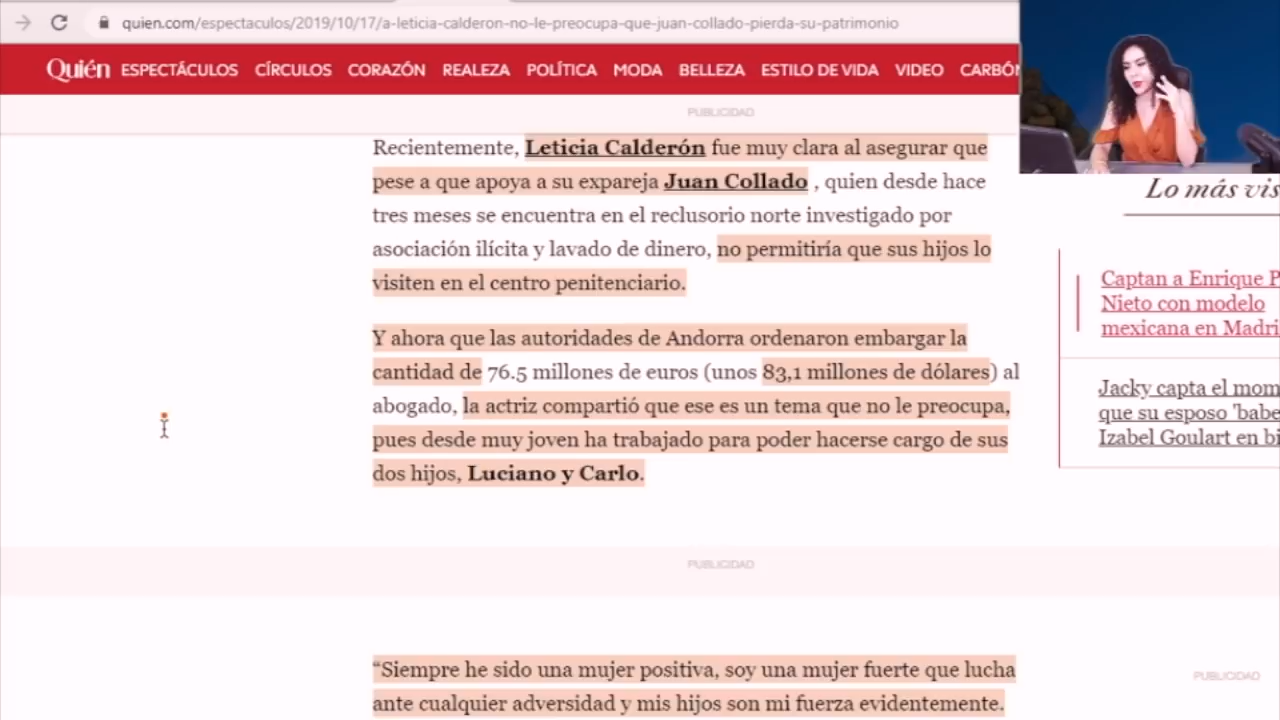 quien.com/espectaculos/2019/10/17/a-leticia-calderon-no-le-preocupa-que-juan-collado-pierda-su-patrimonio
Quién ESPECTÁCULOS CÍRCULOS CORAZÓN REALEZA POLÍTICA MODA BELLEZA ESTILO DE VIDA VIDEO CARBÓN
PUBLICIDAD
Recientemente, Leticia Calderón fue muy clara al asegurar que
pese a que apoya a su expareja Juan Collado , quien desde hace
tres meses se encuentra en el reclusorio norte investigado por
asociación ilícita y lavado de dinero, no permitiría que sus hijos lo
visiten en el centro penitenciario.
Y ahora que las autoridades de Andorra ordenaron embargar la
cantidad de 76.5 millones de euros (unos 83,1 millones de dólares) al
abogado, la actriz compartió que ese es un tema que no le preocupa,
pues desde muy joven ha trabajado para poder hacerse cargo de sus
dos hijos, Luciano y Carlo.
PUBLICIDAD
“Siempre he sido una mujer positiva, soy una mujer fuerte que lucha
ante cualquier adversidad y mis hijos son mi fuerza evidentemente.
Lo más vis
Captan a Enrique P
Nieto con modelo
mexicana en Madri
Jacky capta el mom
que su esposo 'babe
Izabel Goulart en bi
PUBLICIDAD